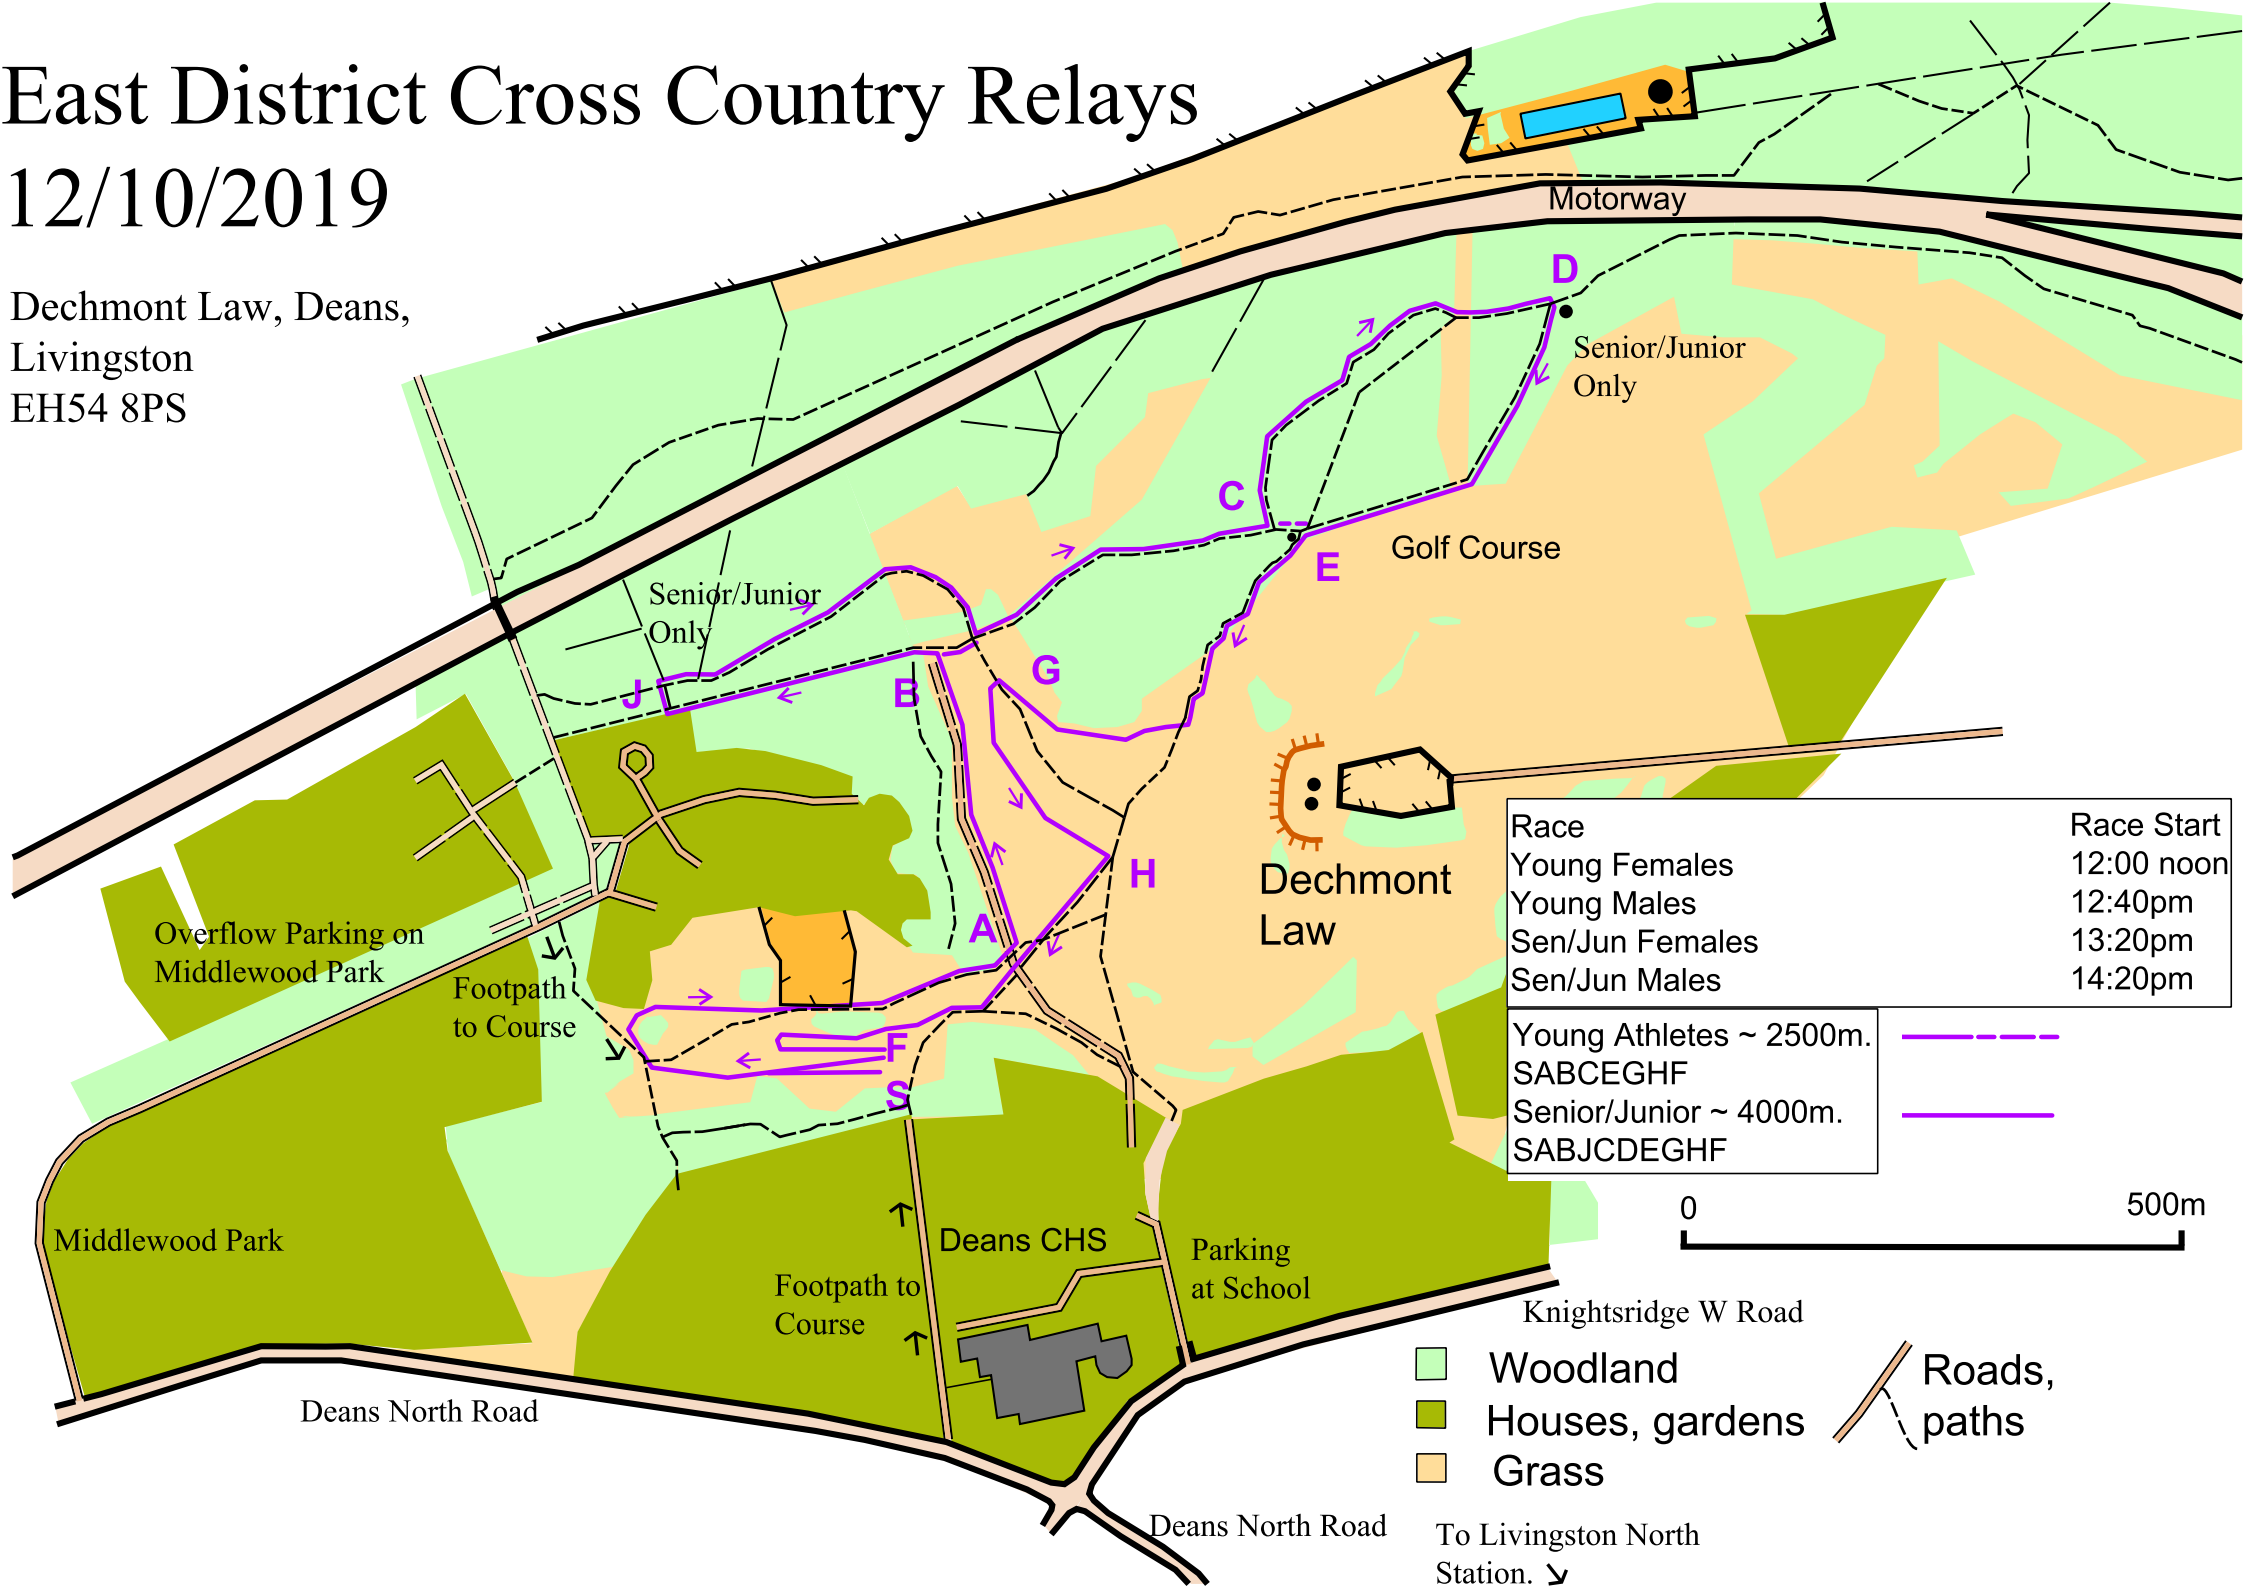 East District Cross Country Relays
12/10/2019
Dechmont Law, Deans,
Livingston
EH54 8PS
Motorway
D
Senior/Junior
Only
C
Golf Course
E
Senior/Junior
Only
G
B
J
H
Dechmont
Law
A
Overflow Parking on
Middlewood Park
Footpath
to Course
F
S
Race Race Start
Young Females 12:00 noon
Young Males 12:40pm
Sen/Jun Females 13:20pm
Sen/Jun Males 14:20pm
Young Athletes ~ 2500m.
SABCEGHF
Senior/Junior ~ 4000m.
SABJCDEGHF
0 500m
Middlewood Park
Deans CHS
Footpath to
Course
Parking
at School
Knightsridge W Road
Deans North Road
Woodland
Houses, gardens
Grass
Roads,
paths
Deans North Road
To Livingston North
Station.